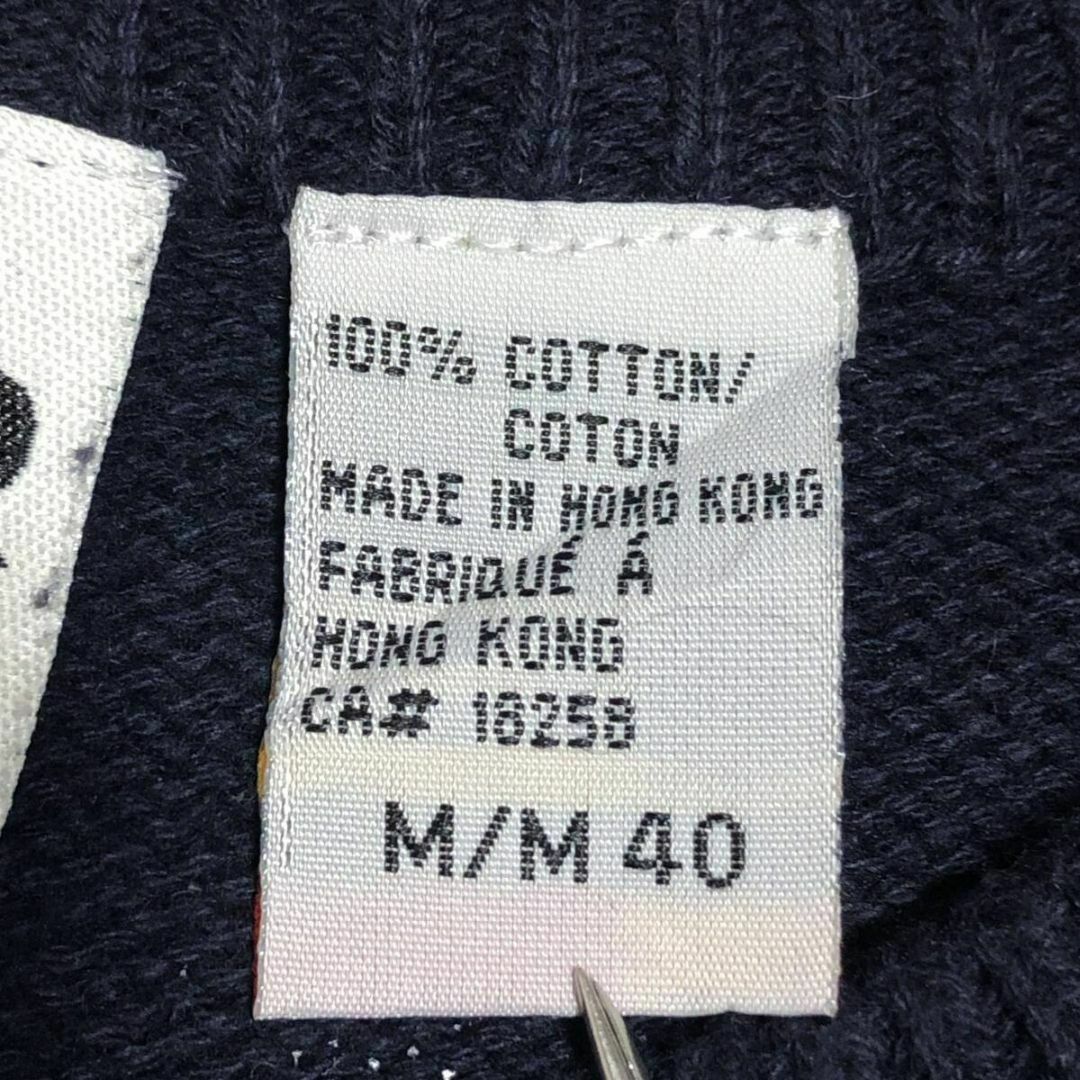 100% COTTON/
COTON
MADE IN HONG KONG
FABRIQUÉ Á
HONG KONG
CA# 16258
M/M 40